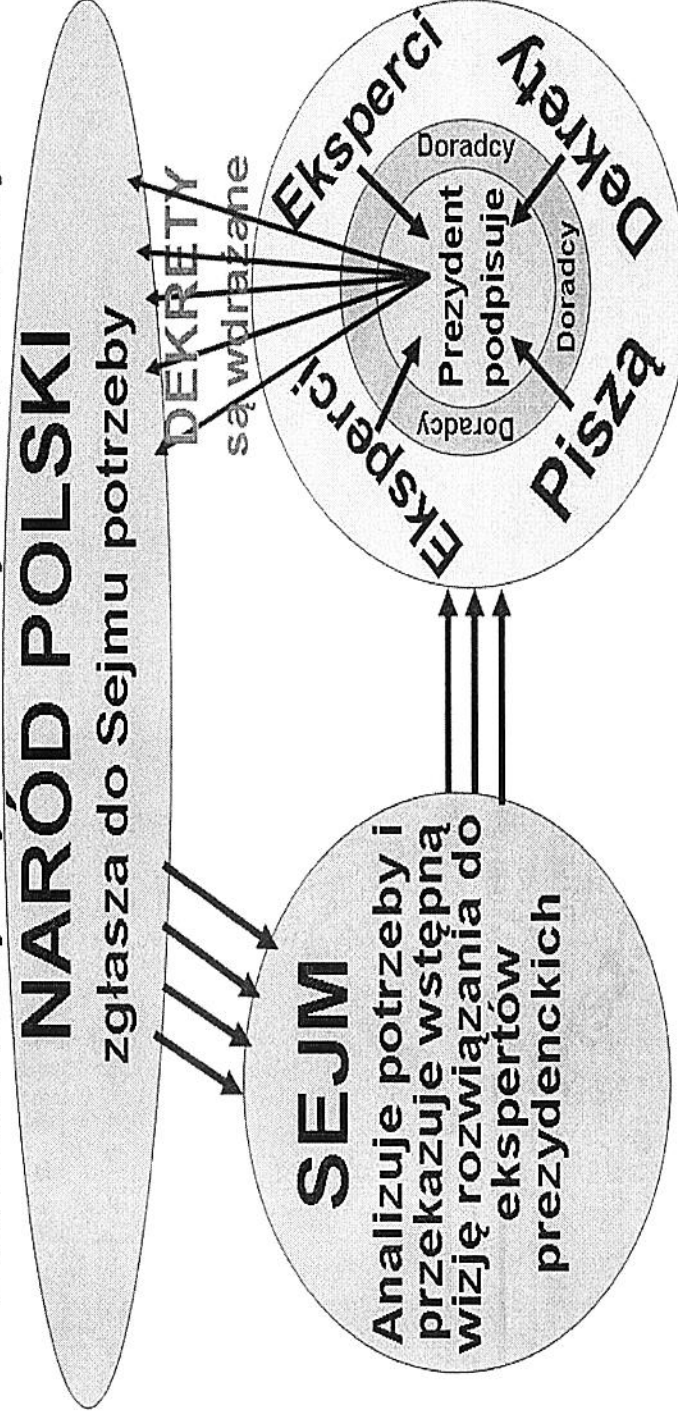 NARÓD POLSKI
zgłasza do Sejmu potrzeby
DEKRETY
są wdrażane
SEJM
Analizuje potrzeby i
przekazuje wstępną
wizję rozwiązania do
ekspertów
prezydenckich
Eksperci
Eksperci
Piszą
Dekrety
Doradcy
Doradcy
Doradcy
Prezydent
podpisuje